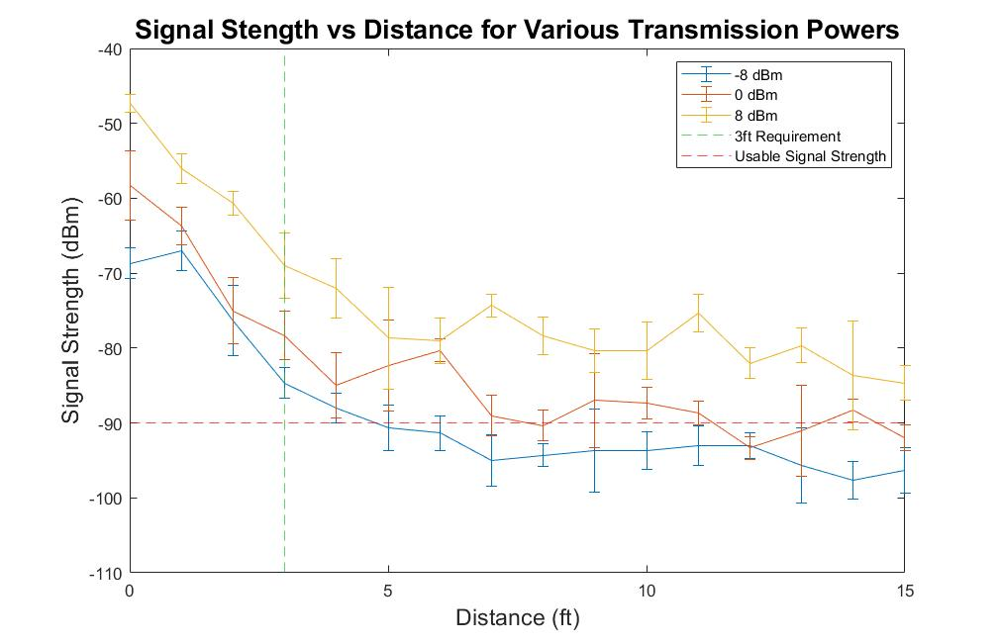 Signal Stength vs Distance for Various Transmission Powers
-40
-50
-60
-70
-80
-90
-100
-110
Signal Strength (dBm)
-8 dBm
0 dBm
8 dBm
3ft Requirement
Usable Signal Strength
0
5
10
15
Distance (ft)